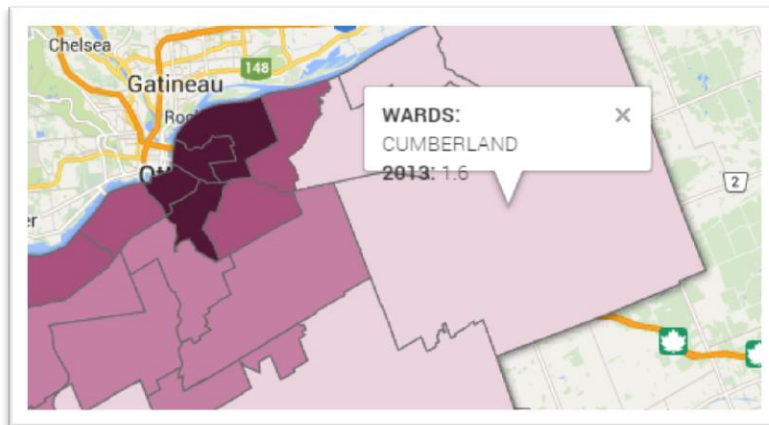 Chelsea
148
Gatineau
WARDS:
CUMBERLAND
2013: 1.6
2